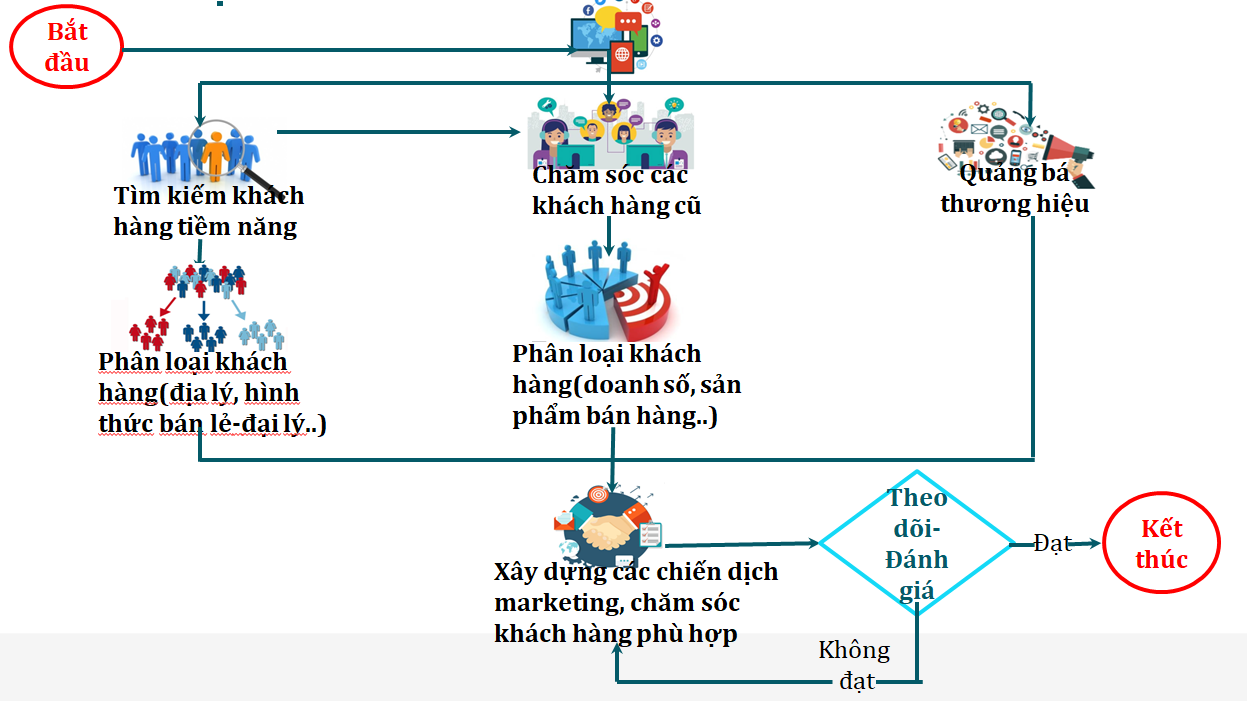 Bắt
đầu
Tìm kiếm khách
hàng tiềm năng
Chăm sóc các
khách hàng cũ
Quảng bá
thương hiệu
Phân loại khách
hàng(địa lý, hình
thức bán lẻ-đại lý..)
Phân loại khách
hàng(doanh số, sản
phẩm bán hàng..)
Xây dựng các chiến dịch
marketing, chăm sóc
khách hàng phù hợp
Theo
dõi-
Đánh
giá
Đạt
Kết
thúc
Không
đạt